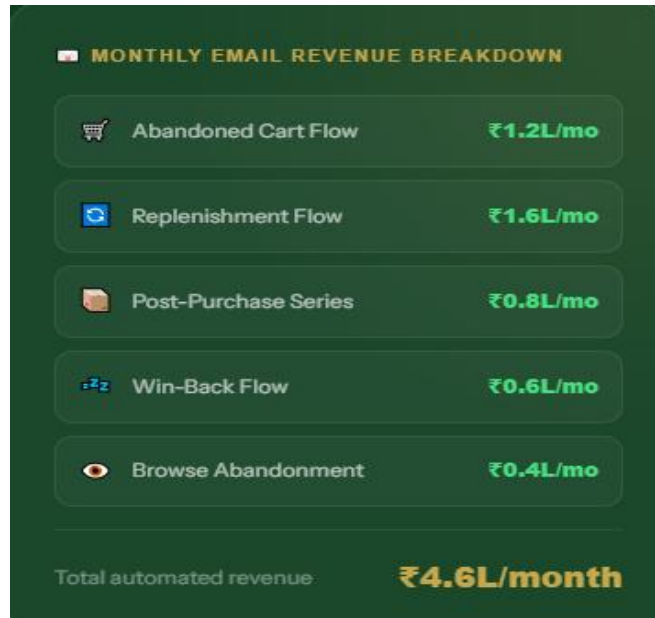 MONTHLY EMAIL REVENUE BREAKDOWN
Abandoned Cart Flow ₹1.2L/mo
Replenishment Flow ₹1.6L/mo
Post-Purchase Series ₹0.8L/mo
Win-Back Flow ₹0.6L/mo
Browse Abandonment ₹0.4L/mo
Total automated revenue ₹4.6L/month